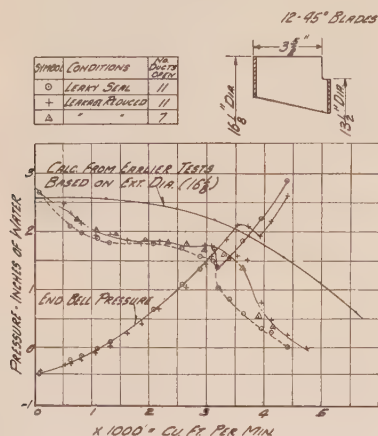 12-45° BLADES
3 5/8"
16 1/8" DIA
13 1/2" DIA.
SYMBOL CONDITIONS NO. DUCTS OPEN
⊙ LEAKY SEAL 11
+ LEAKAGE REDUCED 11
△ " " 7
CALC. FROM EARLIER TESTS
BASED ON EXT. DIA. (16 1/8)
END BELL PRESSURE
PRESSURE - INCHES OF WATER
3
2
1
0
-1
0 .1 .2 .3 .4 .5 .6
X 1000 = CU FT. PER MIN.